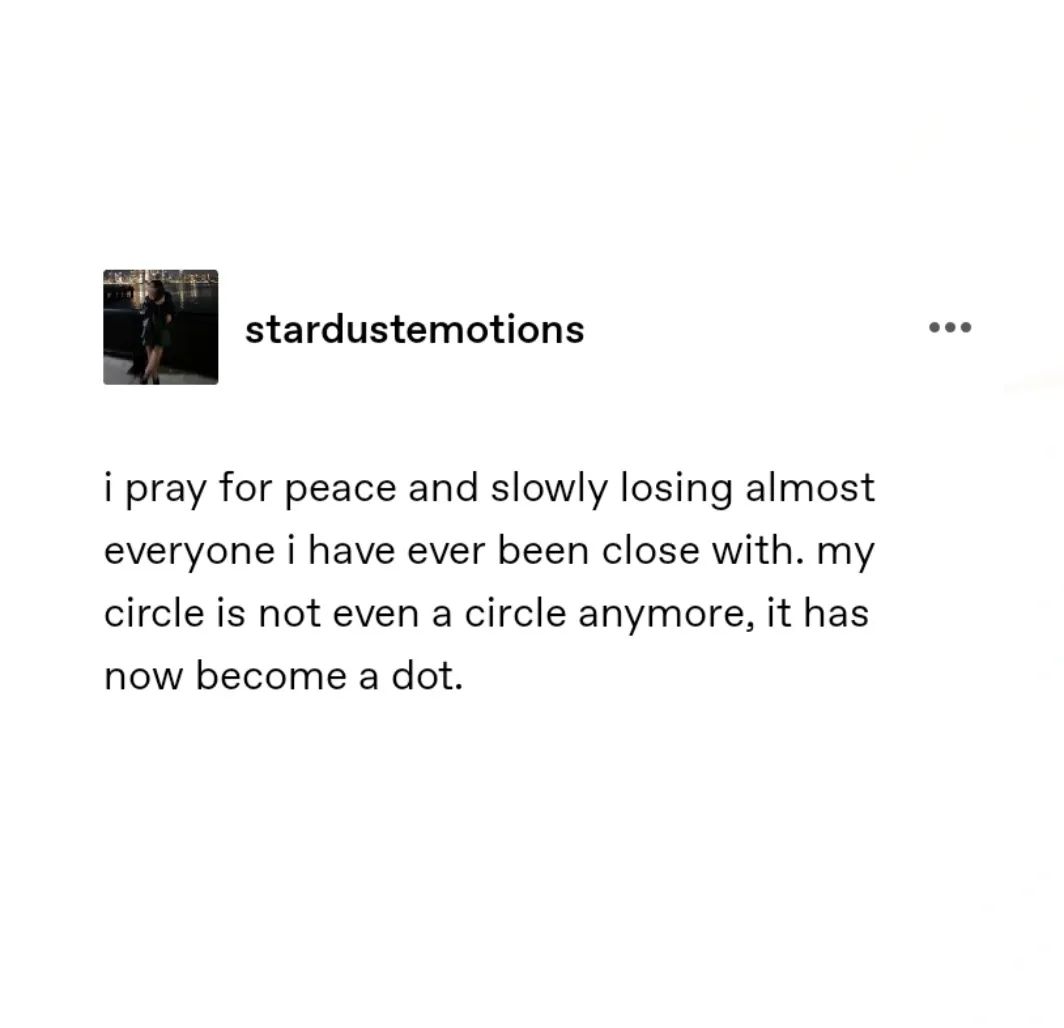 stardustemotions
i pray for peace and slowly losing almost
everyone i have ever been close with. my
circle is not even a circle anymore, it has
now become a dot.